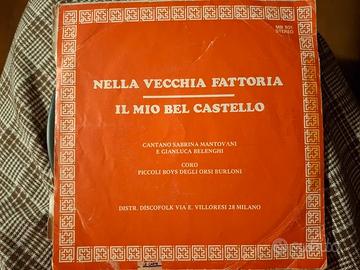 MB 501
STEREO
NELLA VECCHIA FATTORIA
IL MIO BEL CASTELLO
CANTANO SABRINA MANTOVANI
E GIANLUCA BELENGHI
CORO
PICCOLI BOYS DEGLI ORSI BURLONI
DISTR. DISCOFOLK VIA E. VILLORESI 28 MILANO
subito